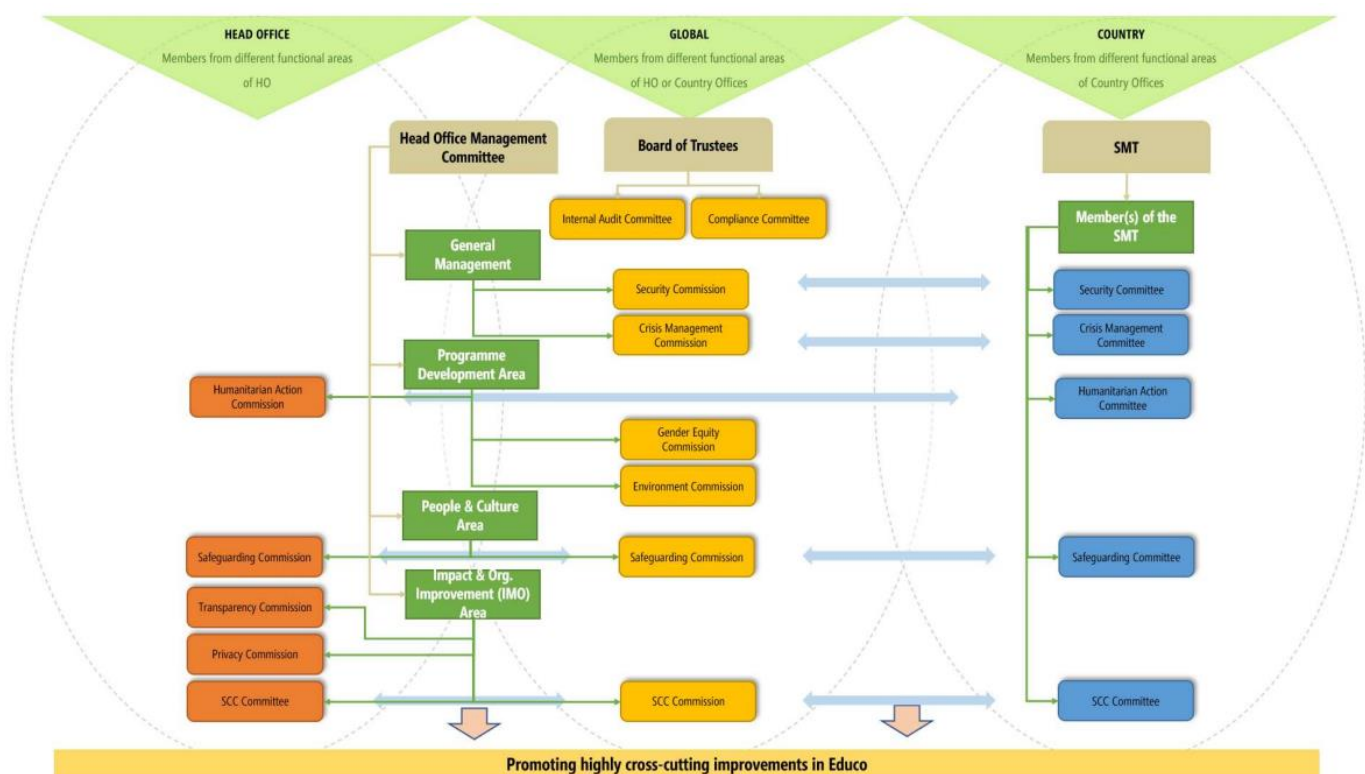 HEAD OFFICE
Members from different functional areas
of HO
GLOBAL
Members from different functional areas
of HO or Country Offices
COUNTRY
Members from different functional areas
of Country Offices
Head Office Management
Committee
Board of Trustees
SMT
Internal Audit Committee
Compliance Committee
Member(s) of the
SMT
General
Management
Security Commission
Security Committee
Crisis Management
Commission
Crisis Management
Committee
Programme
Development Area
Humanitarian Action
Commission
Humanitarian Action
Committee
Gender Equity
Commission
Environment Commission
People & Culture
Area
Safeguarding Commission
Safeguarding Commission
Safeguarding Committee
Impact & Org.
Improvement (IMO)
Area
Transparency Commission
Privacy Commission
SCC Committee
SCC Commission
SCC Committee
Promoting highly cross-cutting improvements in Educo